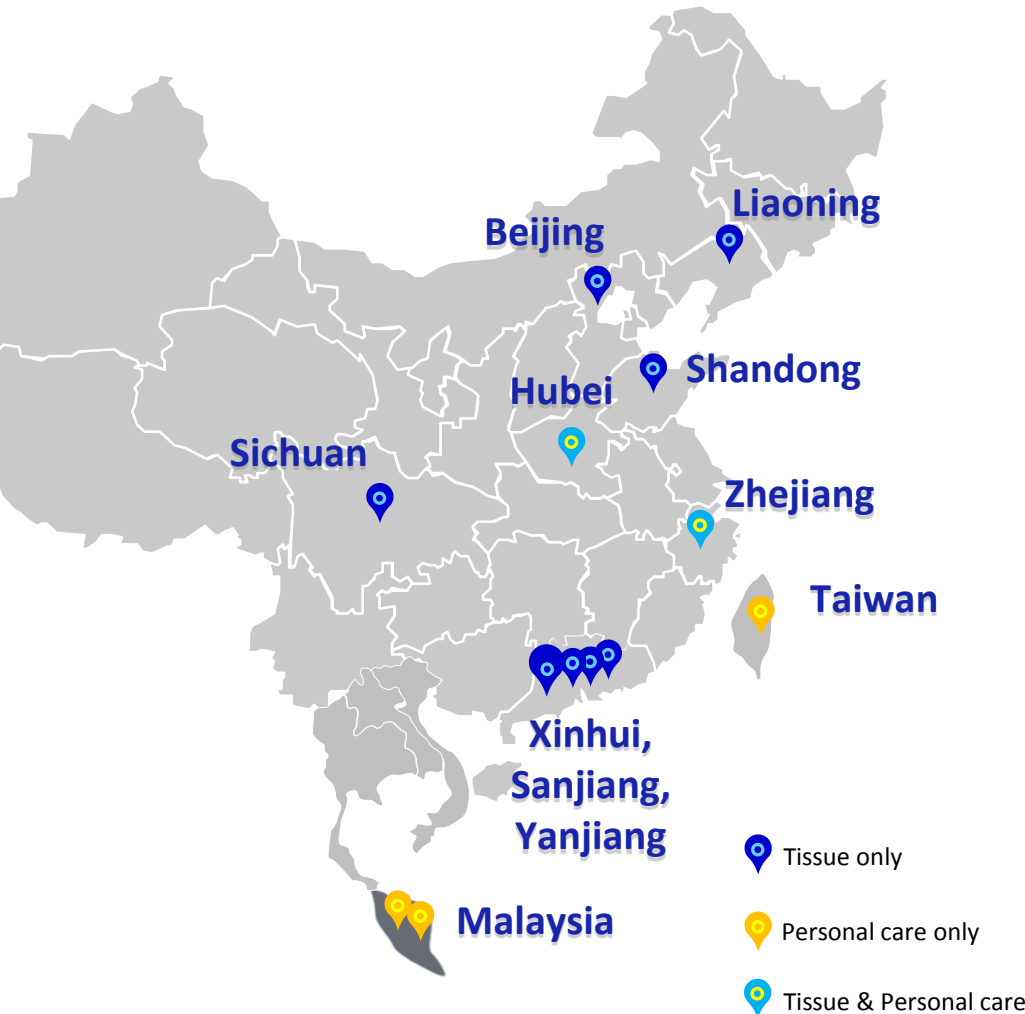 Liaoning
Beijing
Shandong
Hubei
Sichuan
Zhejiang
Taiwan
Xinhui,
Sanjiang,
Yanjiang
Malaysia
Tissue only
Personal care only
Tissue & Personal care